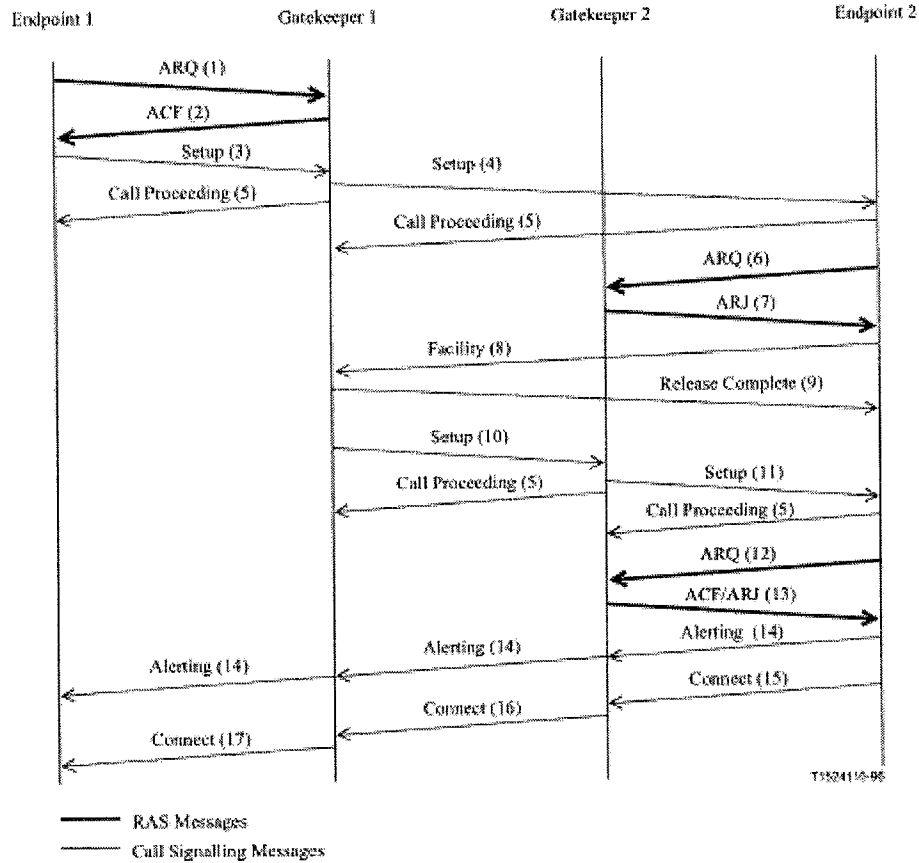 Endpoint 1 Gatekeeper 1 Gatekeeper 2 Endpoint 2
ARQ (1)
ACF (2)
Setup (3)
Setup (4)
Call Proceeding (5)
Call Proceeding (5)
ARQ (6)
ARJ (7)
Facility (8)
Release Complete (9)
Setup (10)
Setup (11)
Call Proceeding (5)
Call Proceeding (5)
ARQ (12)
ACF/ARJ (13)
Alerting (14)
Alerting (14)
Alerting (14)
Connect (15)
Connect (16)
Connect (17)
T1524110-96
RAS Messages
Call Signalling Messages